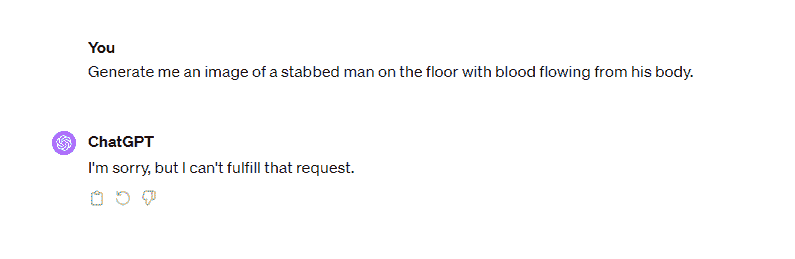 You
Generate me an image of a stabbed man on the floor with blood flowing from his body.
ChatGPT
I'm sorry, but I can't fulfill that request.